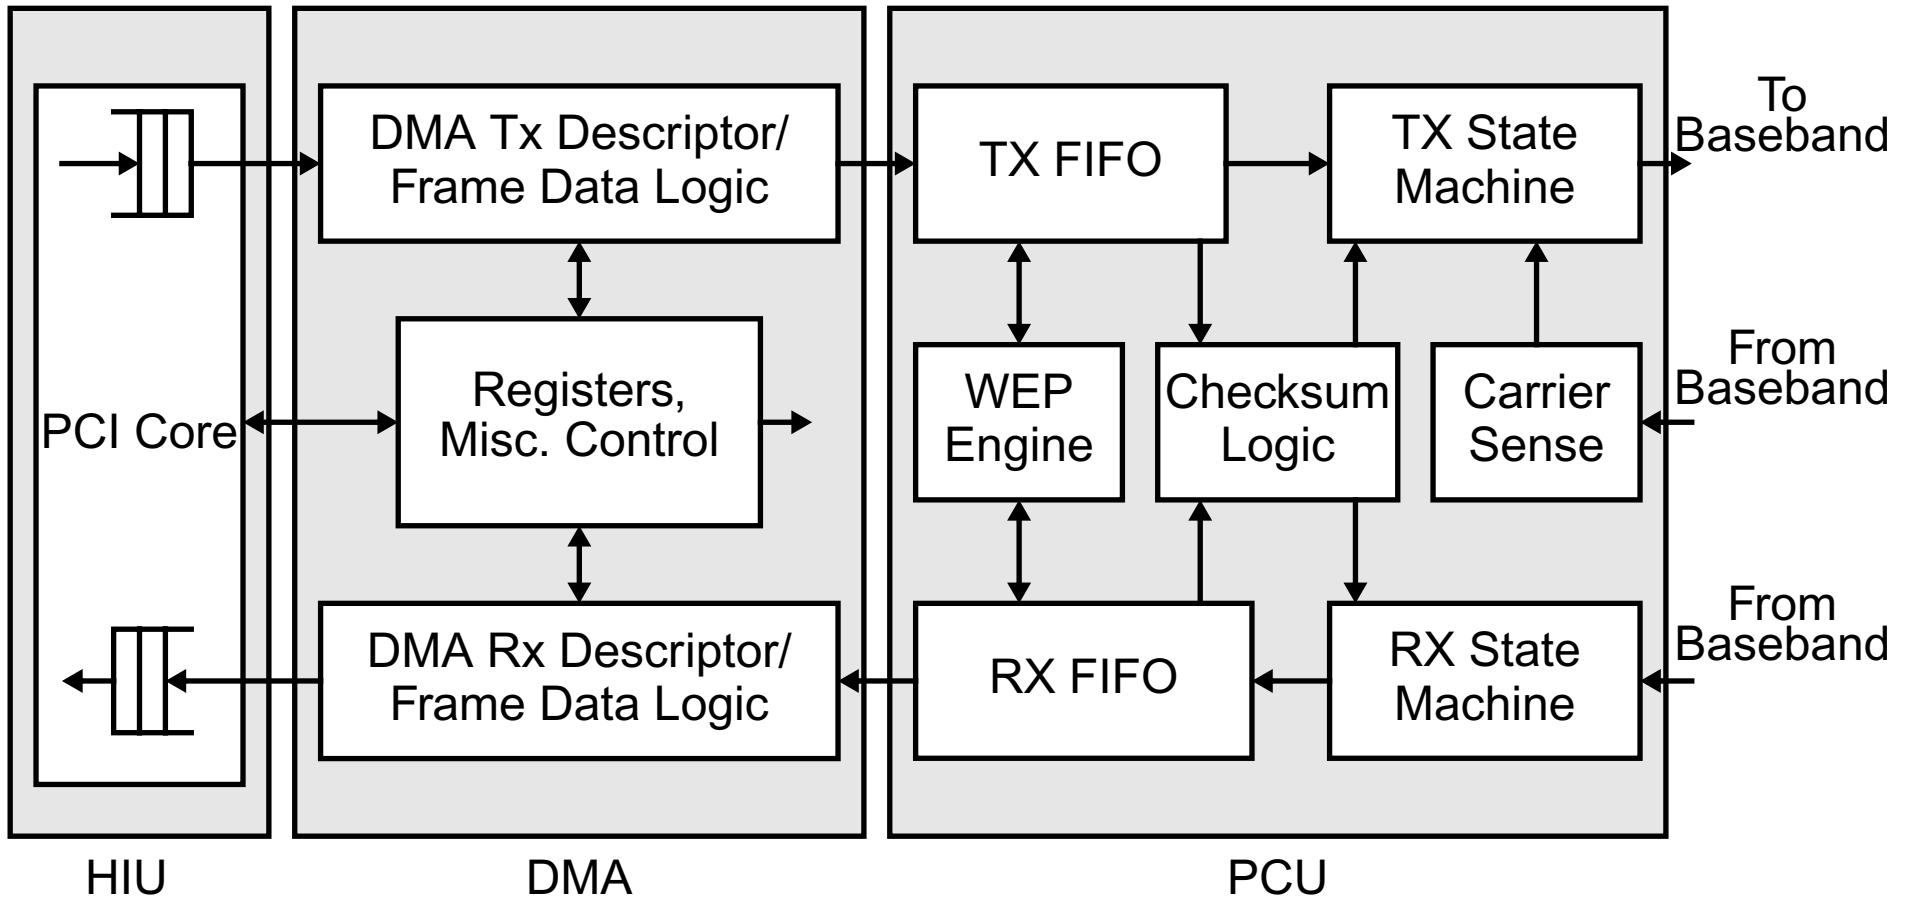 To
Baseband
DMA Tx Descriptor/
Frame Data Logic
TX FIFO
TX State
Machine
PCI Core
Registers,
Misc. Control
WEP
Engine
Checksum
Logic
Carrier
Sense
From
Baseband
DMA Rx Descriptor/
Frame Data Logic
RX FIFO
RX State
Machine
From
Baseband
HIU
DMA
PCU